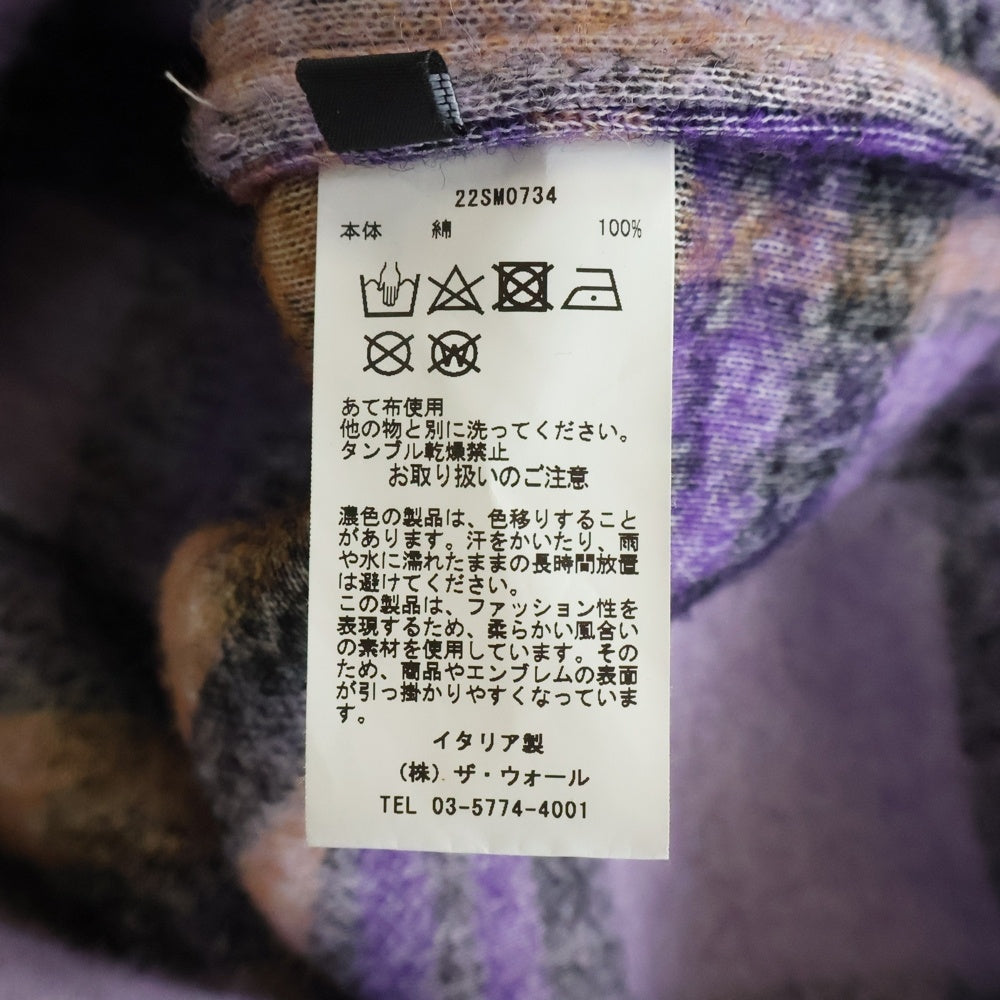 22SM0734
本体 綿 100%
W
あて布使用
他の物と別に洗ってください。
タンブル乾燥禁止
お取り扱いのご注意
濃色の製品は、色移りすること
があります。汗をかいたり、雨
や水に濡れたままの長時間放置
は避けてください。
この製品は、ファッション性を
表現するため、柔らかい風合い
の素材を使用しています。その
ため、商品やエンブレムの表面
が引っ掛かりやすくなっていま
す。
イタリア製
(株)ザ・ウォール
TEL 03-5774-4001